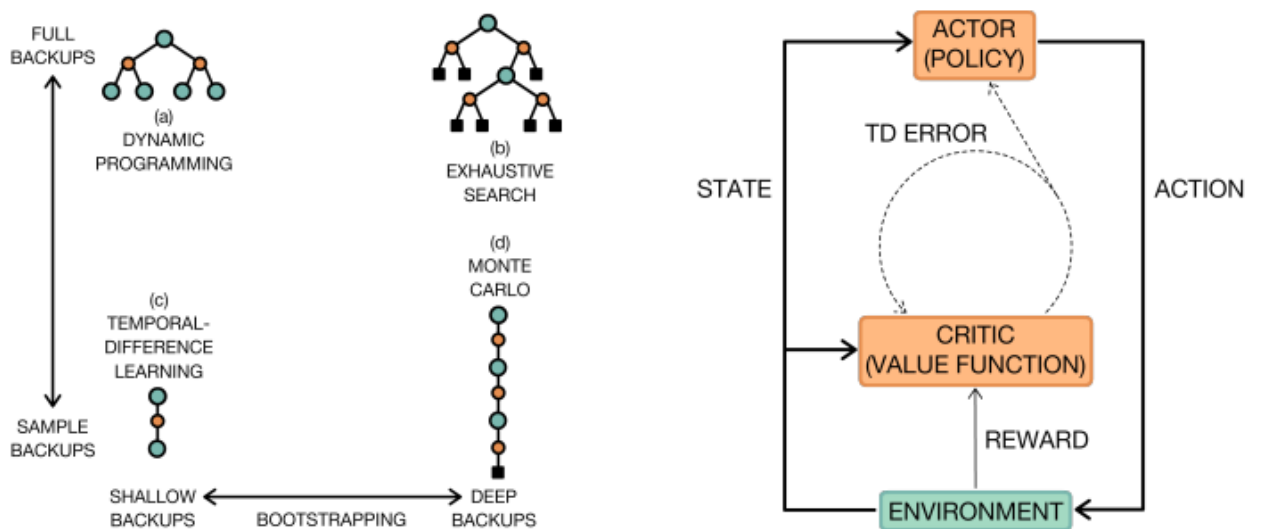 FULL
BACKUPS
(a)
DYNAMIC
PROGRAMMING
(b)
EXHAUSTIVE
SEARCH
(c)
TEMPORAL-
DIFFERENCE
LEARNING
(d)
MONTE
CARLO
SAMPLE
BACKUPS
SHALLOW
BACKUPS
BOOTSTRAPPING
DEEP
BACKUPS
ACTOR
(POLICY)
TD ERROR
STATE
ACTION
CRITIC
(VALUE FUNCTION)
REWARD
ENVIRONMENT